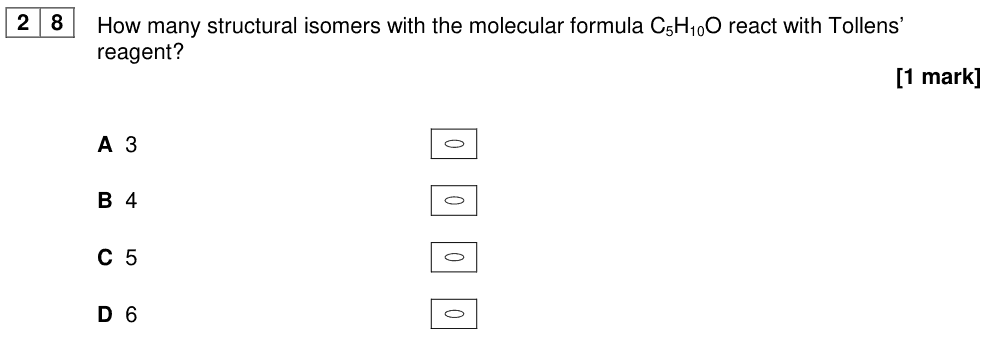 2 8 How many structural isomers with the molecular formula C₅H₁₀O react with Tollens’
reagent?
[1 mark]
A 3
B 4
C 5
D 6